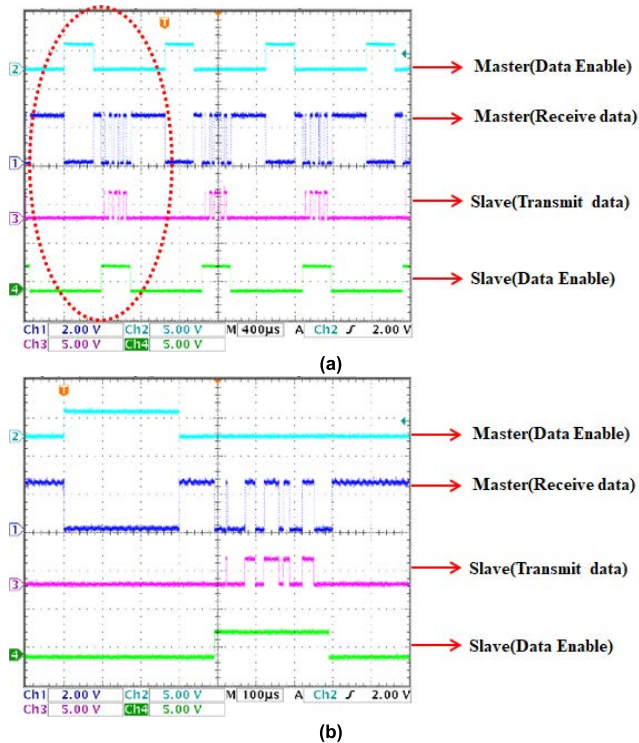 T
2 Master(Data Enable)
1 Master(Receive data)
3 Slave(Transmit data)
4 Slave(Data Enable)
Ch1 2.00 V Ch2 5.00 V M 400µs A Ch2 ʃ 2.00 V
Ch3 5.00 V Ch4 5.00 V
(a)
T
2 Master(Data Enable)
1 Master(Receive data)
3 Slave(Transmit data)
4 Slave(Data Enable)
Ch1 2.00 V Ch2 5.00 V M 100µs A Ch2 ʃ 2.00 V
Ch3 5.00 V Ch4 5.00 V
(b)